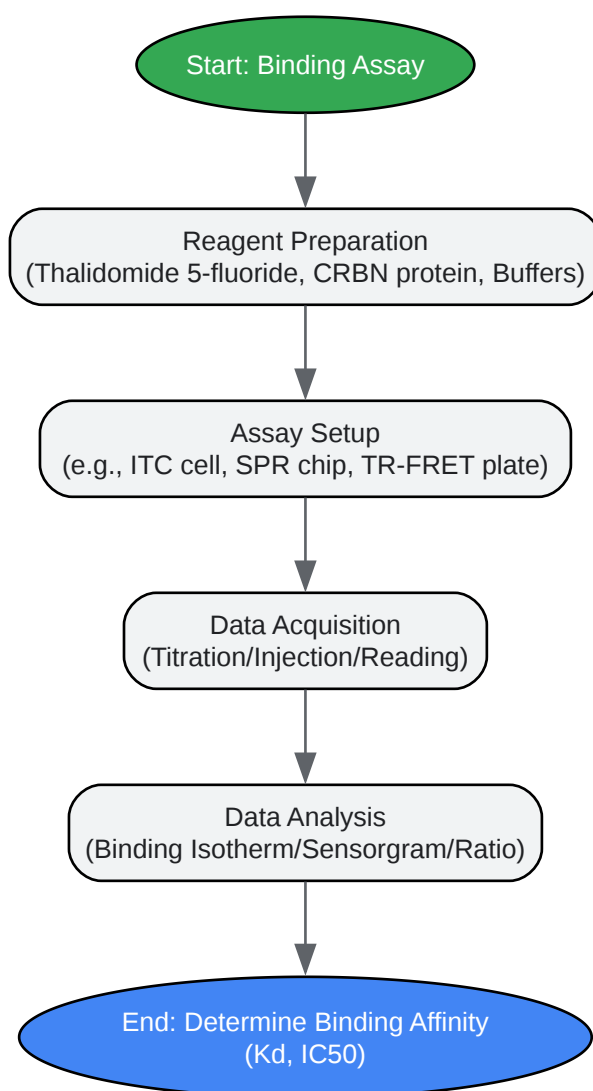 Start: Binding Assay
Reagent Preparation
(Thalidomide 5-fluoride, CRBN protein, Buffers)
Assay Setup
(e.g., ITC cell, SPR chip, TR-FRET plate)
Data Acquisition
(Titration/Injection/Reading)
Data Analysis
(Binding Isotherm/Sensorgram/Ratio)
End: Determine Binding Affinity
(Kd, IC50)